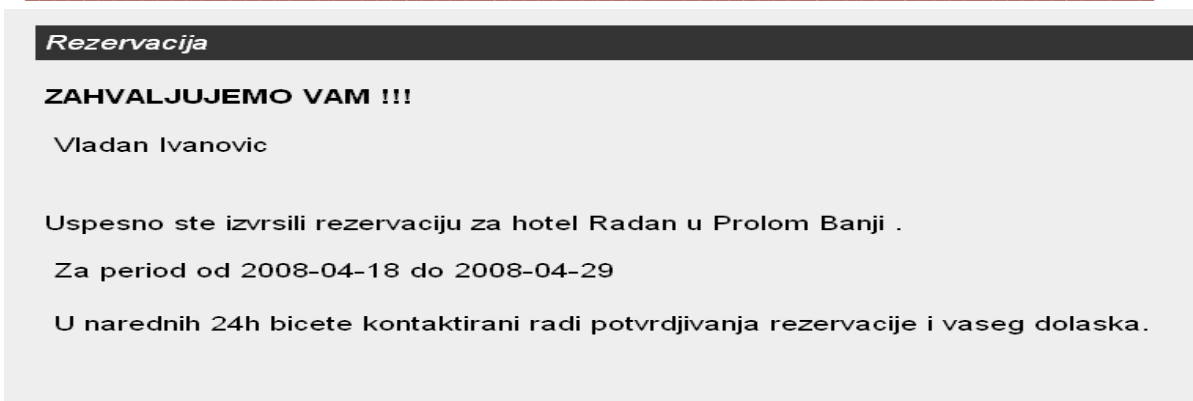 Rezervacija
ZAHVALJUJEMO VAM !!!
Vladan Ivanovic
Uspesno ste izvrsili rezervaciju za hotel Radan u Prolom Banji .
Za period od 2008-04-18 do 2008-04-29
U narednih 24h bicete kontaktirani radi potvrdjivanja rezervacije i vaseg dolaska.